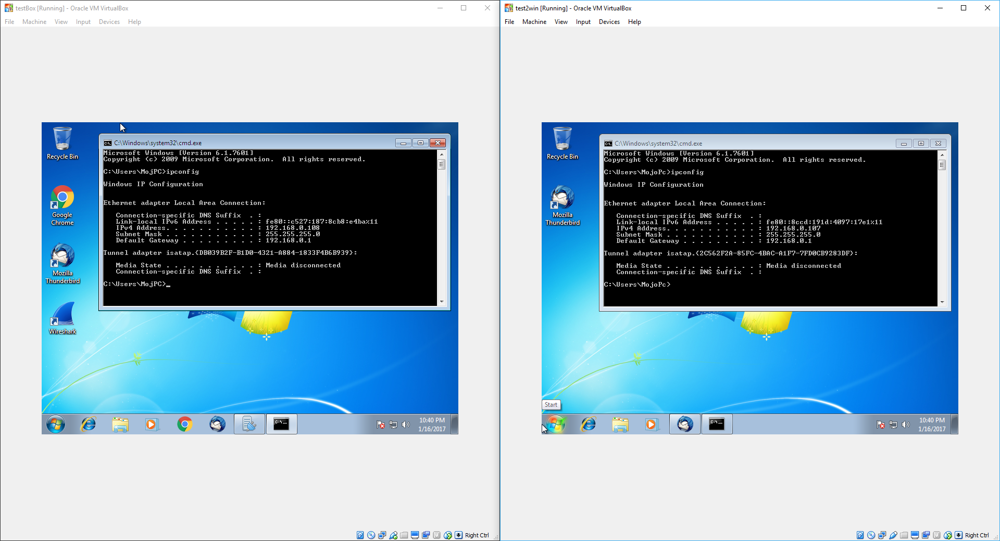 testBox [Running] - Oracle VM VirtualBox
File Machine View Input Devices Help
Recycle Bin
Google Chrome
Mozilla Thunderbird
Wireshark
C:\Windows\system32\cmd.exe
Microsoft Windows [Version 6.1.7601]
Copyright (c) 2009 Microsoft Corporation.  All rights reserved.
C:\Users\MojPC>ipconfig
Windows IP Configuration
Ethernet adapter Local Area Connection:
Connection-specific DNS Suffix  . :
Link-local IPv6 Address . . . . . : fe80::c527:187:8cb8:e4ba%11
IPv4 Address. . . . . . . . . . . : 192.168.0.108
Subnet Mask . . . . . . . . . . . : 255.255.255.0
Default Gateway . . . . . . . . . : 192.168.0.1
Tunnel adapter isatap.{DB039B2F-B1D0-4321-A884-1833F4B6B939}:
Media State . . . . . . . . . . . : Media disconnected
Connection-specific DNS Suffix  . :
C:\Users\MojPC>_
10:40 PM
1/16/2017
Right Ctrl
test2win [Running] - Oracle VM VirtualBox
File Machine View Input Devices Help
Recycle Bin
Mozilla Thunderbird
C:\Windows\system32\cmd.exe
Microsoft Windows [Version 6.1.7601]
Copyright (c) 2009 Microsoft Corporation.  All rights reserved.
C:\Users\MojoPc>ipconfig
Windows IP Configuration
Ethernet adapter Local Area Connection:
Connection-specific DNS Suffix  . :
Link-local IPv6 Address . . . . . : fe80::8ccd:191d:4097:17e1%11
IPv4 Address. . . . . . . . . . . : 192.168.0.107
Subnet Mask . . . . . . . . . . . : 255.255.255.0
Default Gateway . . . . . . . . . : 192.168.0.1
Tunnel adapter isatap.{2C562F2A-85FC-4BAC-A1F7-7FD0CB9283DF}:
Media State . . . . . . . . . . . : Media disconnected
Connection-specific DNS Suffix  . :
C:\Users\MojoPc>
Start
10:40 PM
1/16/2017
Right Ctrl